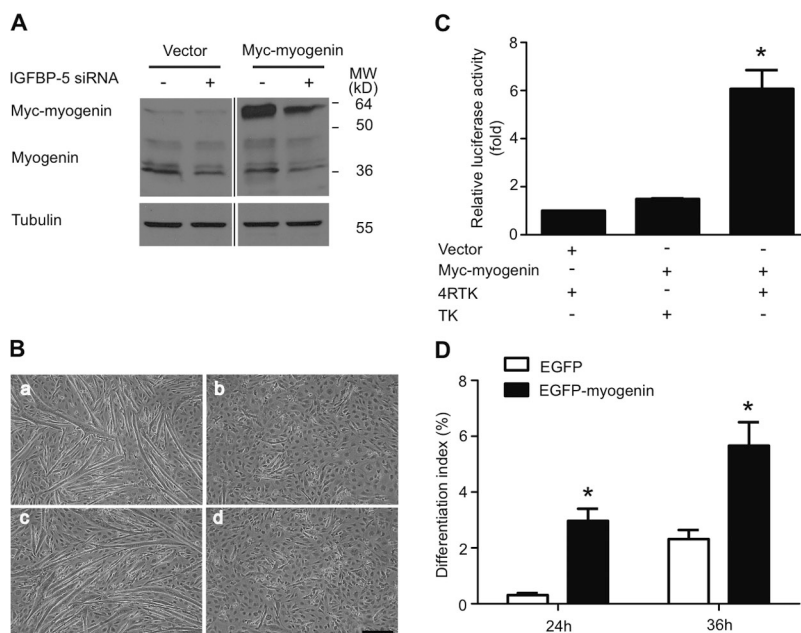 A
Vector
Myc-myogenin
IGFBP-5 siRNA
- + - +
MW
(kD)
Myc-myogenin
64
50
Myogenin
36
Tubulin
55
B
a
b
c
d
C
Relative luciferase activity
(fold)
8
6
4
2
0
*
Vector + - -
Myc-myogenin - + +
4RTK + - +
TK - + -
D
EGFP
EGFP-myogenin
Differentiation index (%)
8
6
4
2
0
*
*
24h
36h